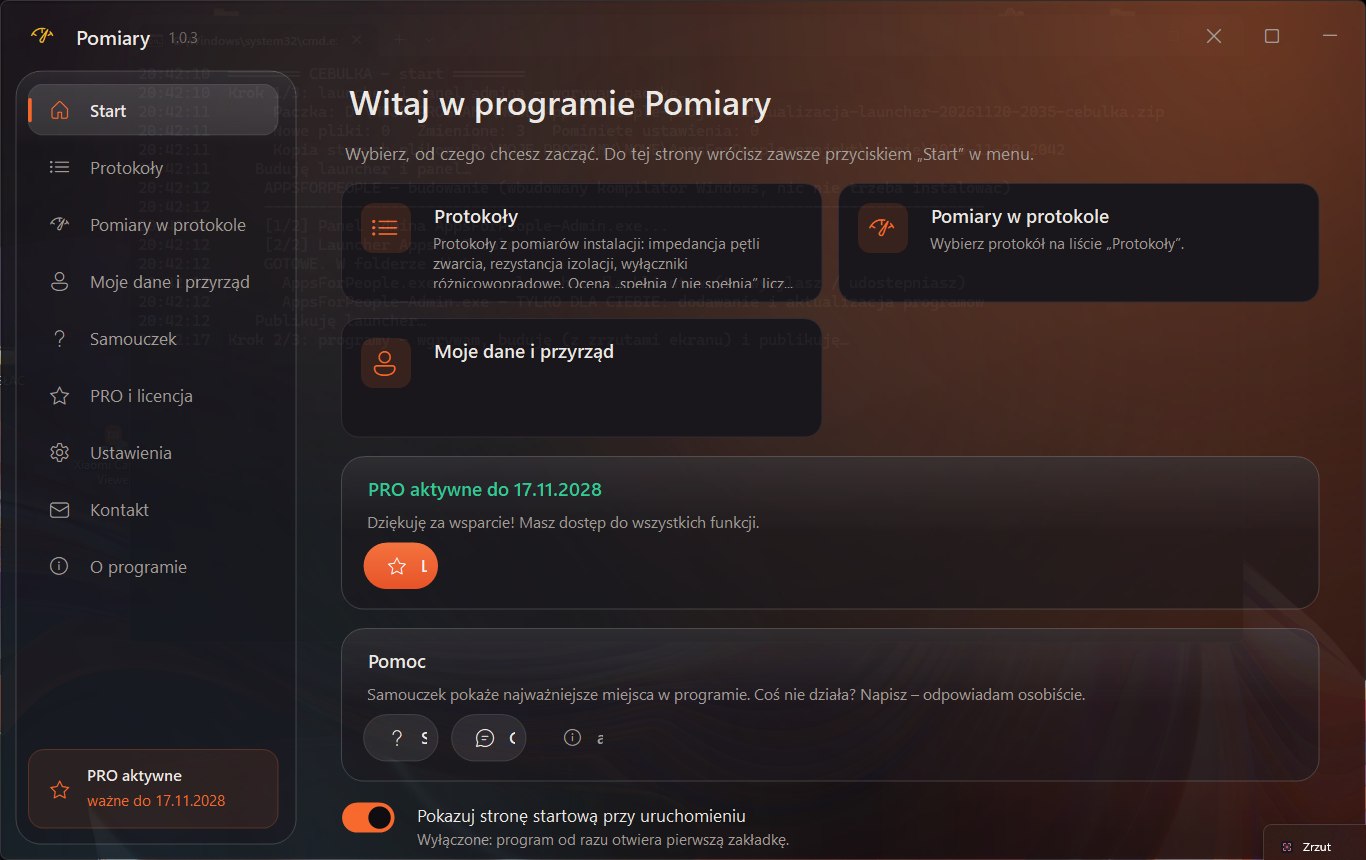 Pomiary 1.0.3
Start
Protokoły
Pomiary w protokole
Moje dane i przyrząd
Samouczek
PRO i licencja
Ustawienia
Kontakt
O programie
PRO aktywne
ważne do 17.11.2028
Witaj w programie Pomiary
Wybierz, od czego chcesz zacząć. Do tej strony wrócisz zawsze przyciskiem „Start” w menu.
Protokoły
Protokoły z pomiarów instalacji: impedancja pętli
zwarcia, rezystancja izolacji, wyłączniki
różnicowoprądowe. Ocena „spełnia / nie spełnia” licz...
Pomiary w protokole
Wybierz protokół na liście „Protokoły”.
Moje dane i przyrząd
PRO aktywne do 17.11.2028
Dziękuję za wsparcie! Masz dostęp do wszystkich funkcji.
Pomoc
Samouczek pokaże najważniejsze miejsca w programie. Coś nie działa? Napisz – odpowiadam osobiście.
Pokazuj stronę startową przy uruchomieniu
Wyłączone: program od razu otwiera pierwszą zakładkę.
Zrzut